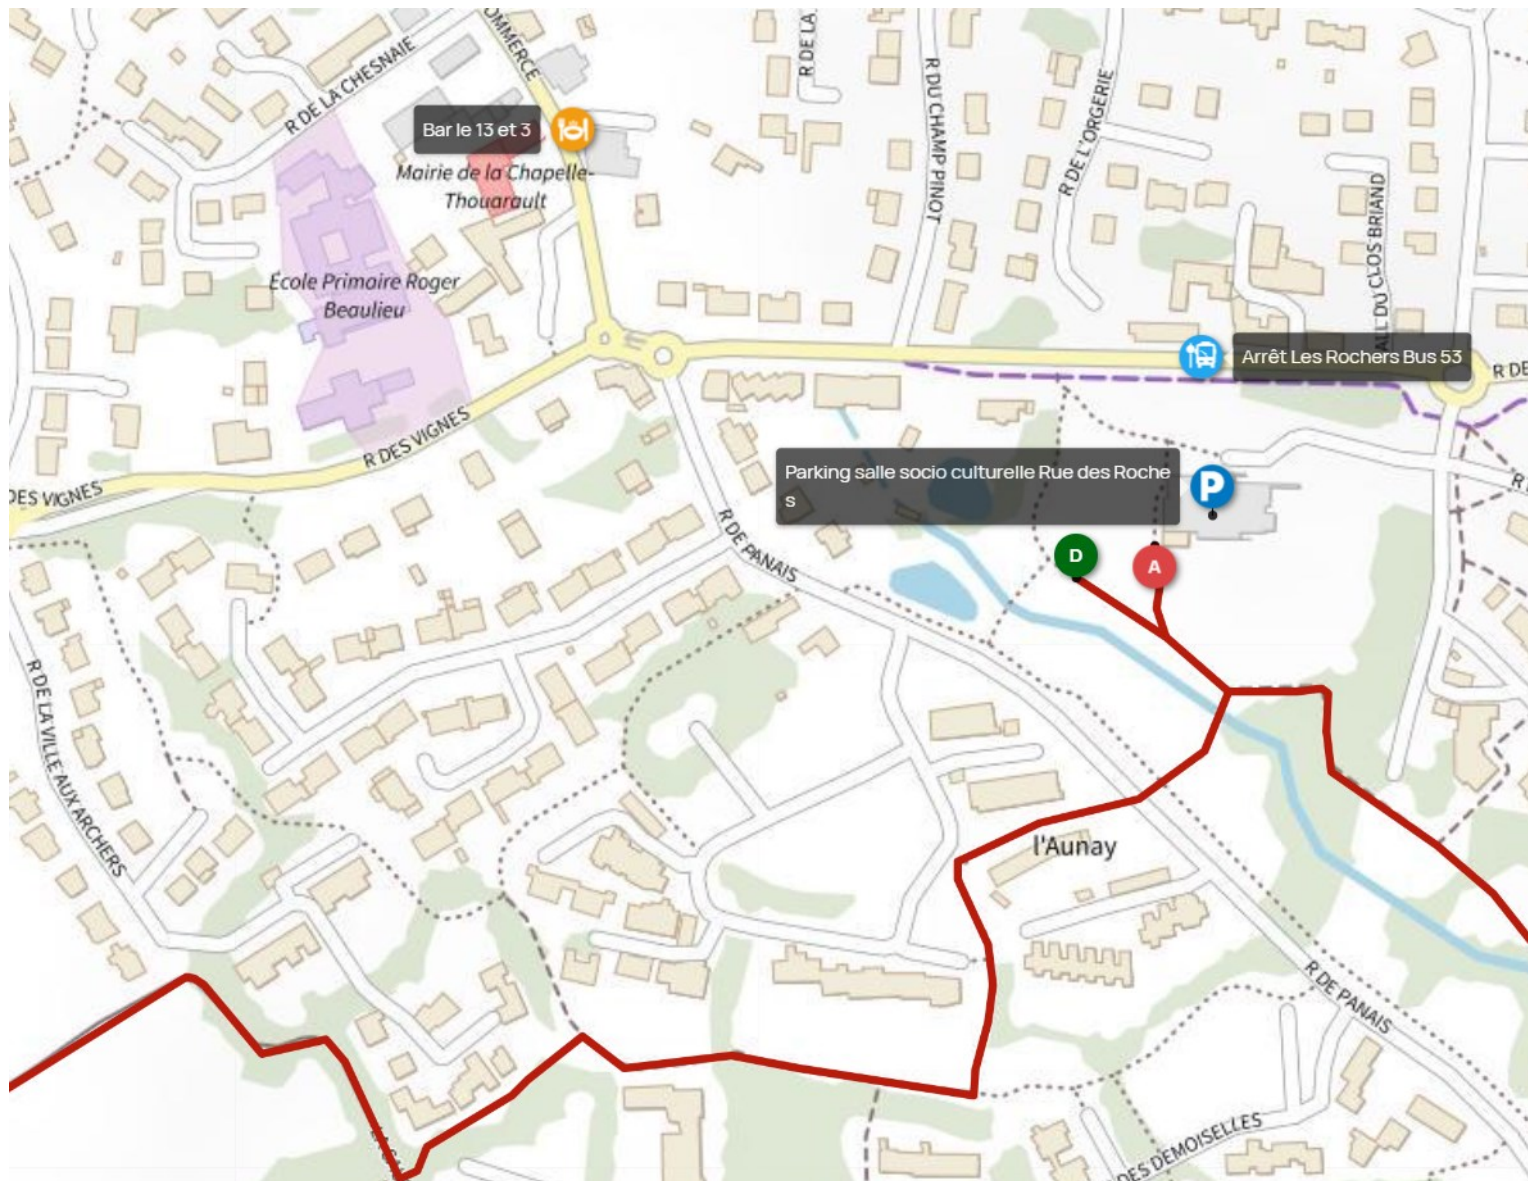 OMMERCE
R DE LA CHESNAIE
R DE LA
R DU CHAMP PINOT
R DE L'ORGERIE
Bar le 13 et 3
Mairie de la Chapelle-
Thouarault
ALL DU CLOS BRIAND
École Primaire Roger
Beaulieu
Arrêt Les Rochers Bus 53
R DE
R DES VIGNES
DES VIGNES
Parking salle socio culturelle Rue des Roche
s
P
R DE PANAIS
D
A
R DE LA VILLE AUX ARCHERS
l'Aunay
R DE PANAIS
DES DEMOISELLES